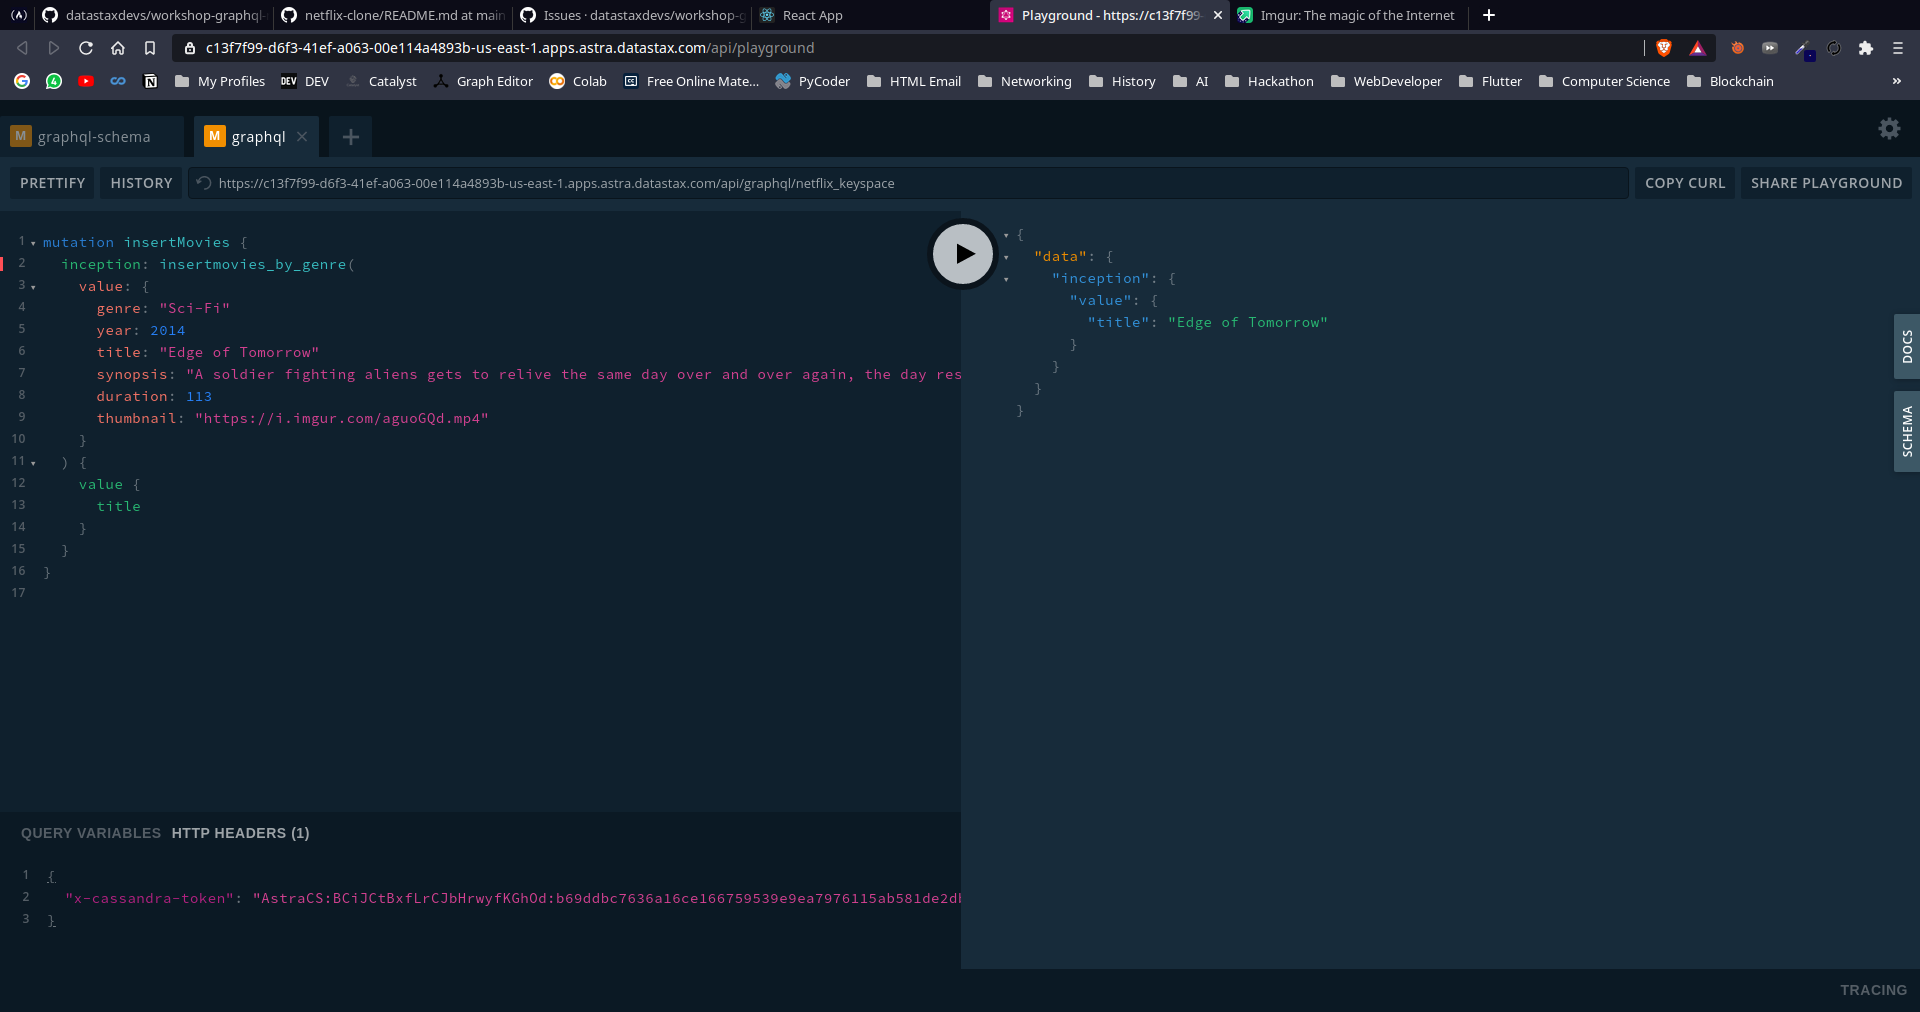 datastaxdevs/workshop-graphql-
netflix-clone/README.md at main
Issues · datastaxdevs/workshop-g
React App
Playground - https://c13f7f99-
Imgur: The magic of the Internet
c13f7f99-d6f3-41ef-a063-00e114a4893b-us-east-1.apps.astra.datastax.com/api/playground
My Profiles
DEV DEV
Catalyst
Graph Editor
Colab
Free Online Mate...
PyCoder
HTML Email
Networking
History
AI
Hackathon
WebDeveloper
Flutter
Computer Science
Blockchain
»
M graphql-schema
M graphql
PRETTIFY
HISTORY
https://c13f7f99-d6f3-41ef-a063-00e114a4893b-us-east-1.apps.astra.datastax.com/api/graphql/netflix_keyspace
COPY CURL
SHARE PLAYGROUND
1 mutation insertMovies {
2 inception: insertmovies_by_genre(
3 value: {
4 genre: "Sci-Fi"
5 year: 2014
6 title: "Edge of Tomorrow"
7 synopsis: "A soldier fighting aliens gets to relive the same day over and over again, the day res
8 duration: 113
9 thumbnail: "https://i.imgur.com/aguoGQd.mp4"
10 }
11 ) {
12 value {
13 title
14 }
15 }
16 }
17
{
"data": {
"inception": {
"value": {
"title": "Edge of Tomorrow"
}
}
}
}
DOCS
SCHEMA
QUERY VARIABLES
HTTP HEADERS (1)
1 {
2 "x-cassandra-token": "AstraCS:BCiJCtBxfLrCJbHrwyfKGhOd:b69ddbc7636a16ce166759539e9ea7976115ab581de2db
3 }
TRACING